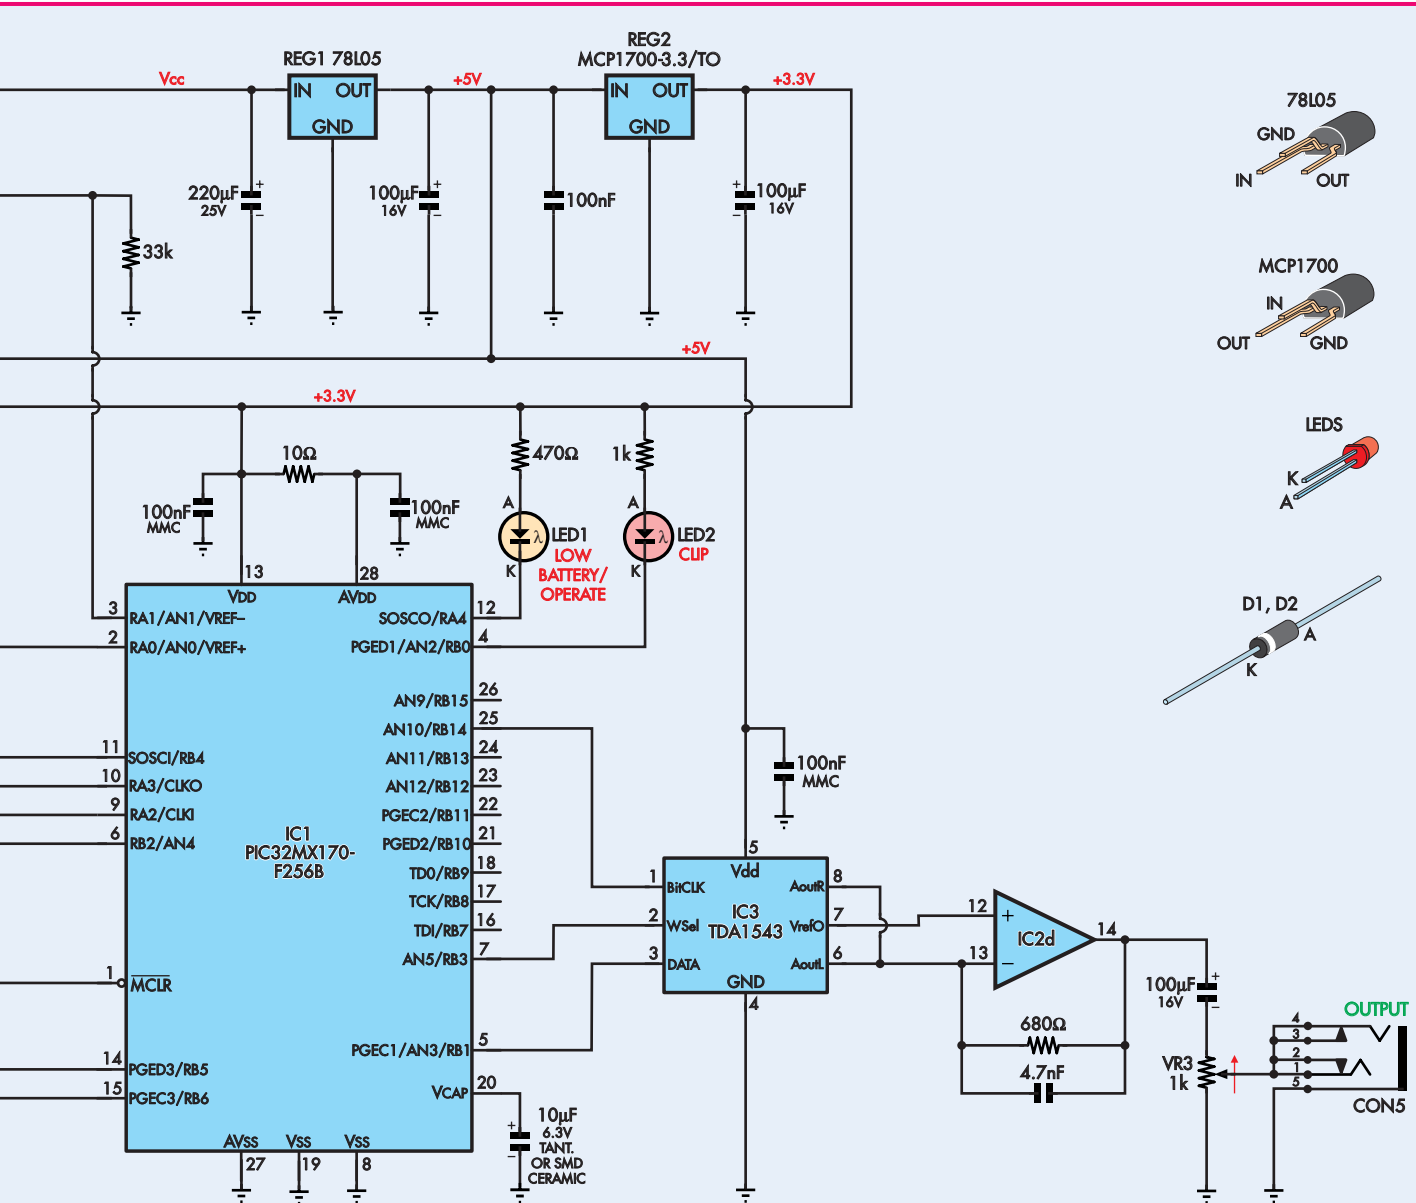 REG1 78L05
REG2
MCP1700-3.3/TO
Vcc
+5V
+3.3V
IN OUT
GND
IN OUT
GND
220µF
25V
+
−
100µF
16V
+
−
100nF
100µF
16V
+
−
33k
78L05
GND
IN
OUT
MCP1700
IN
OUT
GND
LEDS
K
A
D1, D2
A
K
+5V
+3.3V
10Ω
100nF
MMC
100nF
MMC
470Ω
1k
A
λ
LED1
K
LOW
BATTERY/
OPERATE
A
λ
LED2
K
CLIP
13
VDD
28
AVDD
3 RA1/AN1/VREF–
2 RA0/AN0/VREF+
11 SOSCI/RB4
10 RA3/CLKO
9 RA2/CLKI
6 RB2/AN4
1 MCLR
14 PGED3/RB5
15 PGEC3/RB6
IC1
PIC32MX170-
F256B
SOSCO/RA4 12
PGED1/AN2/RB0 4
AN9/RB15 26
AN10/RB14 25
AN11/RB13 24
AN12/RB12 23
PGEC2/RB11 22
PGED2/RB10 21
TD0/RB9 18
TCK/RB8 17
TDI/RB7 16
AN5/RB3 7
PGEC1/AN3/RB1 5
VCAP 20
AVSS
27
VSS
19
VSS
8
10µF
6.3V
TANT.
OR SMD
CERAMIC
+
−
100nF
MMC
5
Vdd
1 BitCLK
2 WSel
3 DATA
IC3
TDA1543
AoutR 8
VrefO 7
AoutL 6
GND
4
12 +
13 −
IC2d
14
680Ω
4.7nF
100µF
16V
+
−
VR3
1k
OUTPUT
4
3
2
1
5
CON5